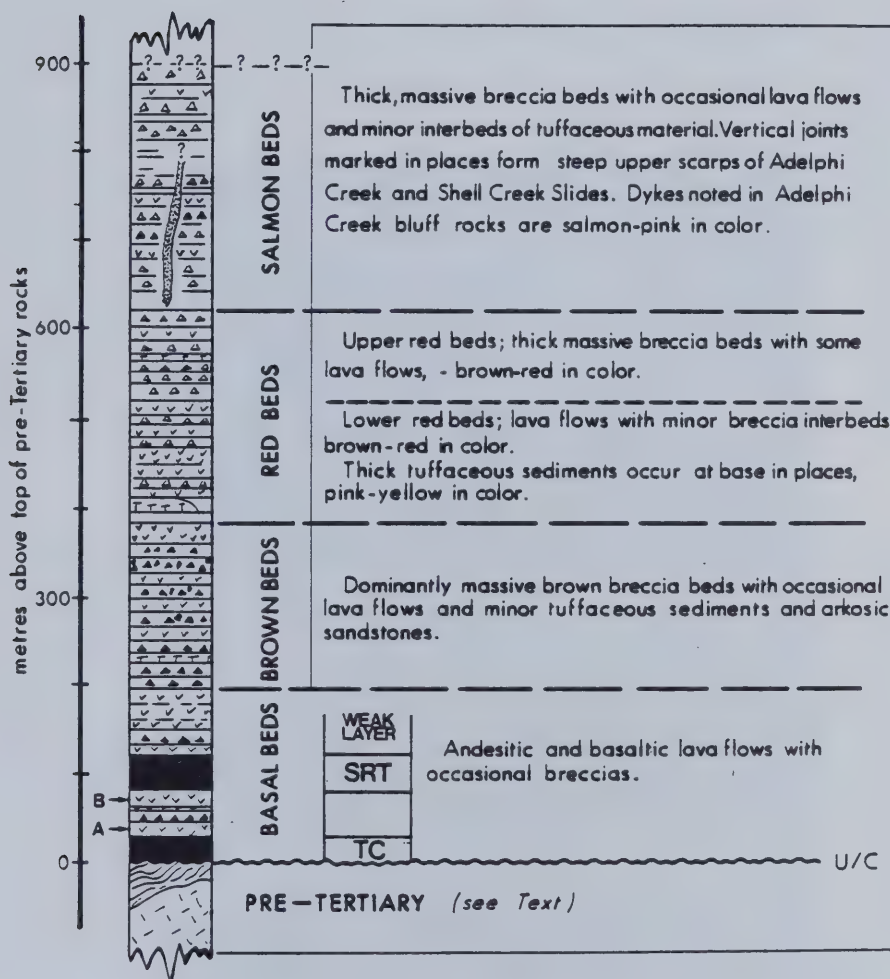 metres above top of pre-Tertiary rocks
900
600
300
0
B
A
? ? ?
? ? ?
?
SALMON BEDS
Thick, massive breccia beds with occasional lava flows
and minor interbeds of tuffaceous material. Vertical joints
marked in places form steep upper scarps of Adelphi
Creek and Shell Creek Slides. Dykes noted in Adelphi
Creek bluff rocks are salmon-pink in color.
RED BEDS
Upper red beds; thick massive breccia beds with some
lava flows, - brown-red in color.
Lower red beds; lava flows with minor breccia interbeds
brown-red in color.
Thick tuffaceous sediments occur at base in places,
pink-yellow in color.
BROWN BEDS
Dominantly massive brown breccia beds with occasional
lava flows and minor tuffaceous sediments and arkosic
sandstones.
BASAL BEDS
WEAK
LAYER
SRT
TC
Andesitic and basaltic lava flows with
occasional breccias.
U/C
PRE-TERTIARY (see Text)